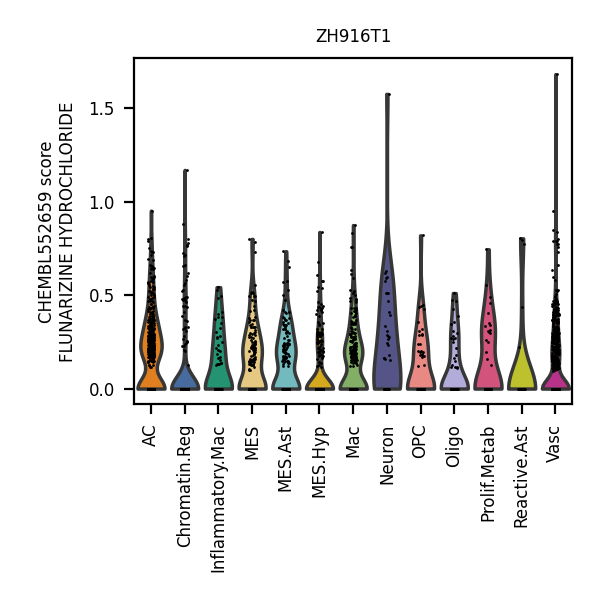 ZH916T1
CHEMBL552659 score
FLUNARIZINE HYDROCHLORIDE
1.5
1.0
0.5
0.0
AC
Chromatin.Reg
Inflammatory.Mac
MES
MES.Ast
MES.Hyp
Mac
Neuron
OPC
Oligo
Prolif.Metab
Reactive.Ast
Vasc